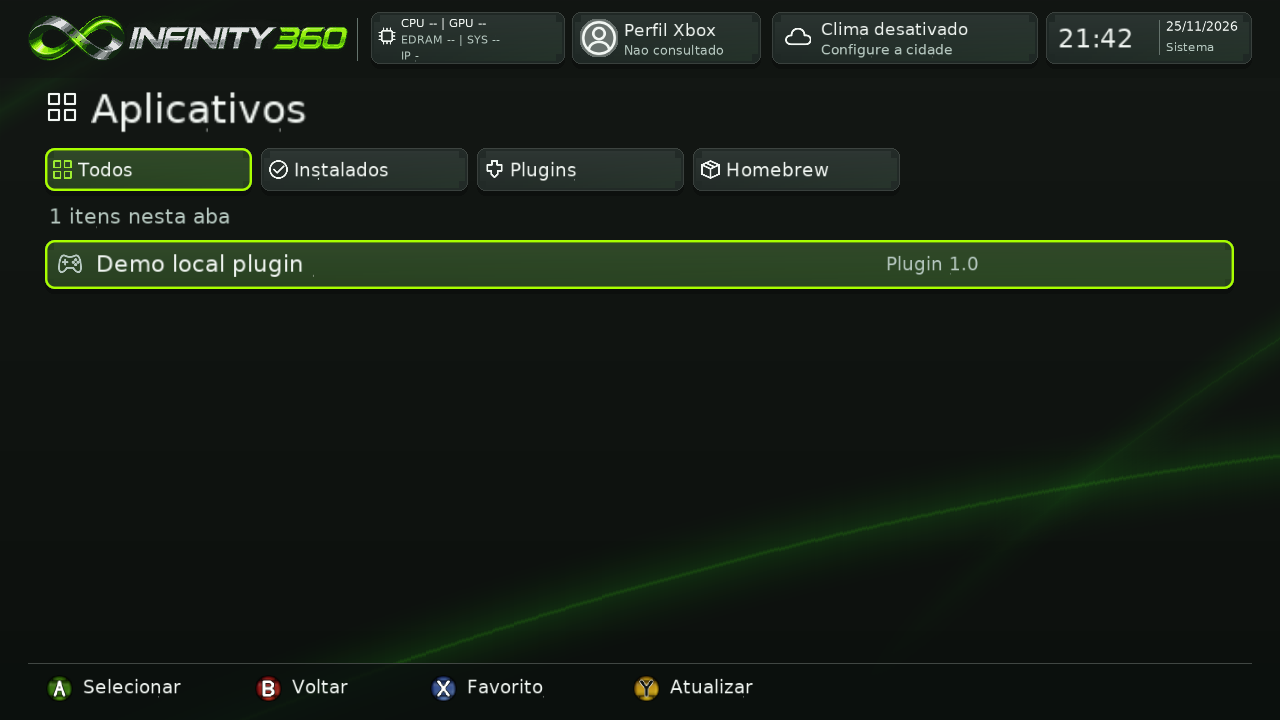 INFINITY 360
CPU -- | GPU --
EDRAM -- | SYS --
IP -
Perfil Xbox
Nao consultado
Clima desativado
Configure a cidade
21:42
25/11/2026
Sistema
Aplicativos
Todos
Instalados
Plugins
Homebrew
1 itens nesta aba
Demo local plugin
Plugin 1.0
A Selecionar
B Voltar
X Favorito
Y Atualizar